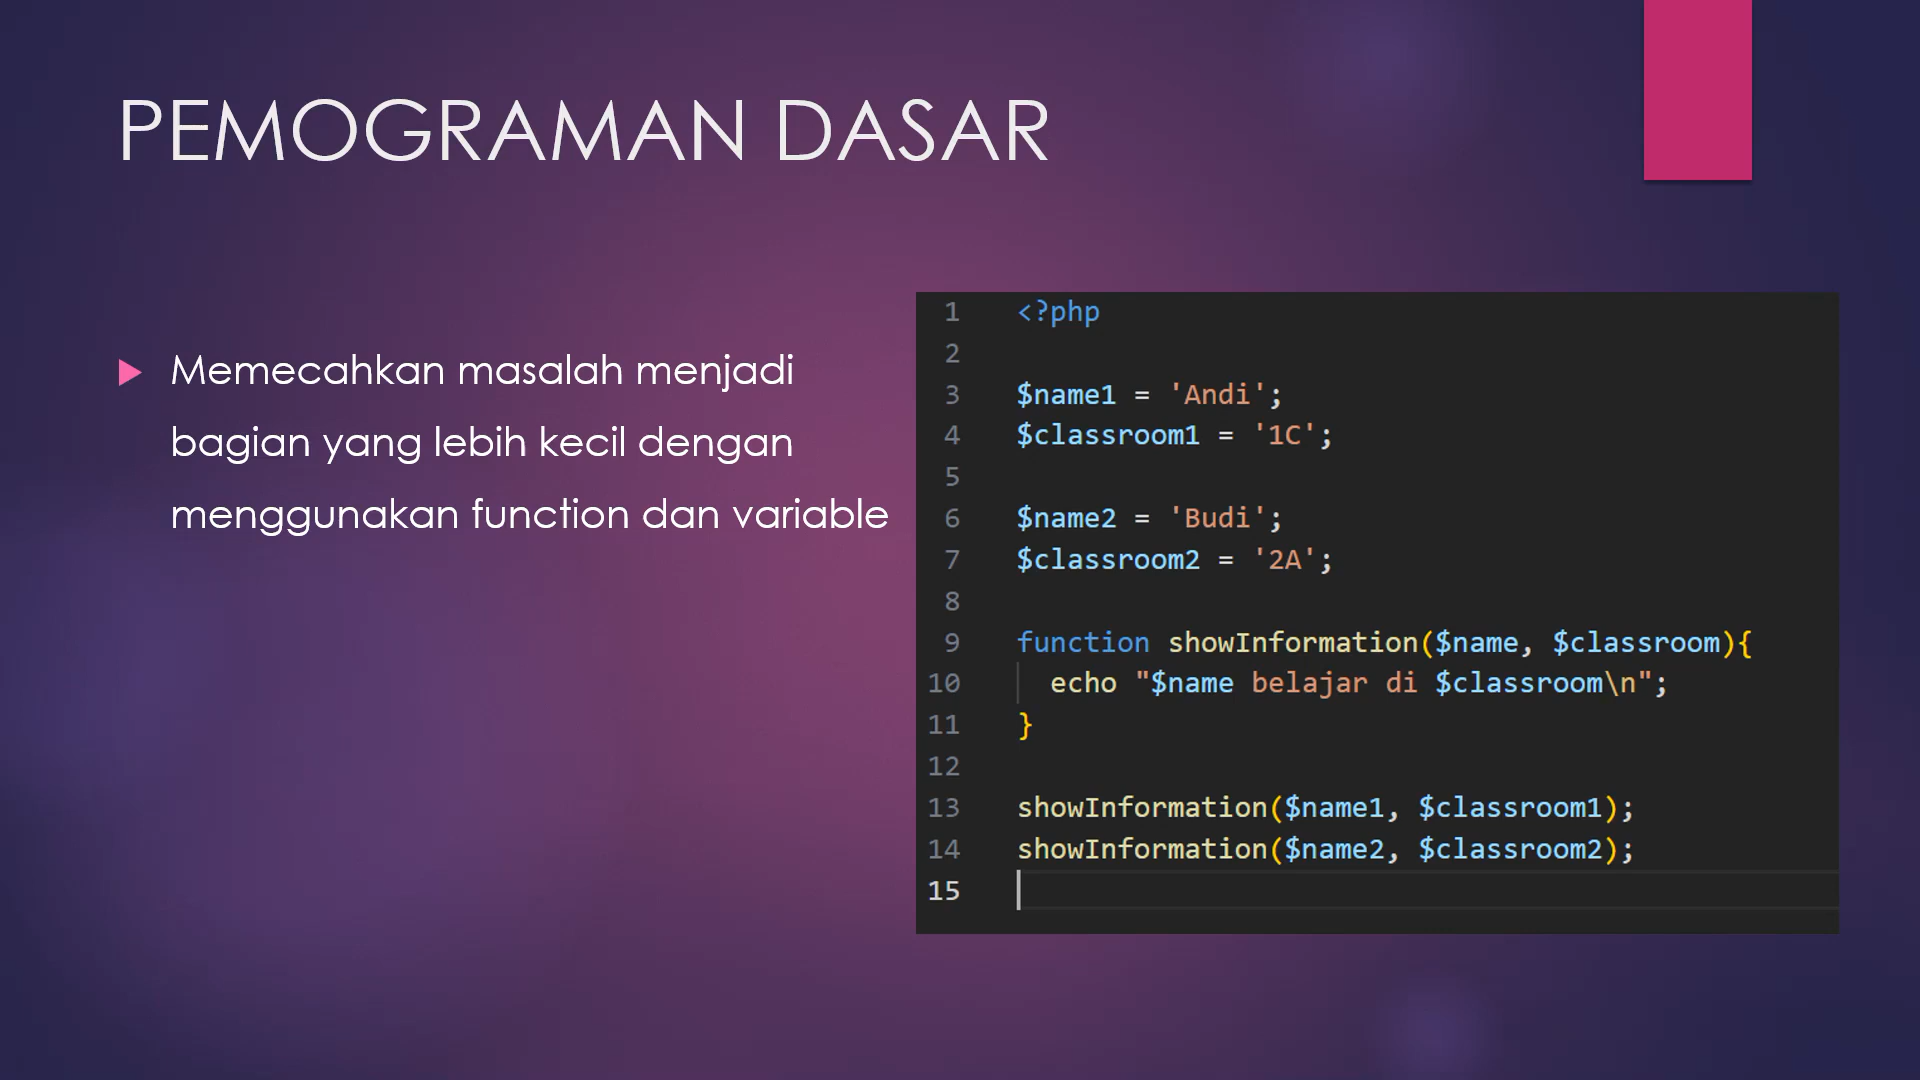 PEMOGRAMAN DASAR
Memecahkan masalah menjadi
bagian yang lebih kecil dengan
menggunakan function dan variable
1 <?php
2
3 $name1 = 'Andi';
4 $classroom1 = '1C';
5
6 $name2 = 'Budi';
7 $classroom2 = '2A';
8
9 function showInformation($name, $classroom){
10 echo "$name belajar di $classroom\n";
11 }
12
13 showInformation($name1, $classroom1);
14 showInformation($name2, $classroom2);
15